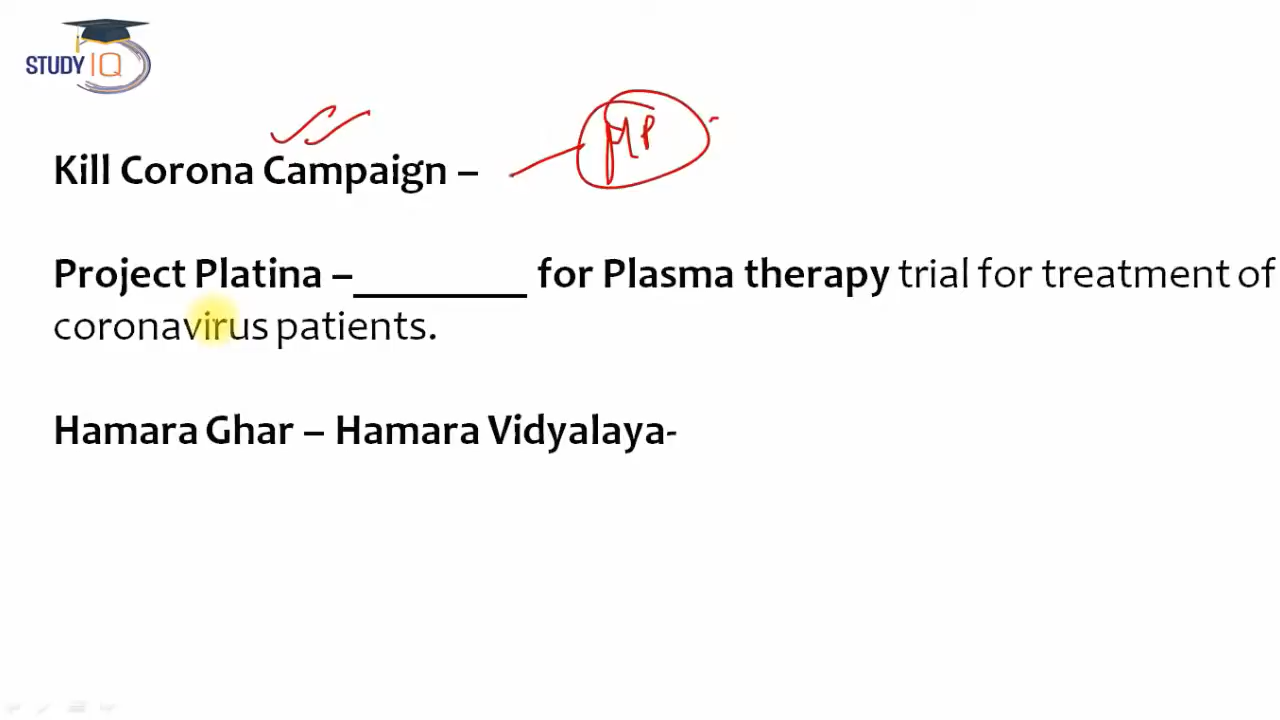 STUDY IQ
MP
Kill Corona Campaign –
Project Platina –________ for Plasma therapy trial for treatment of
coronavirus patients.
Hamara Ghar – Hamara Vidyalaya-